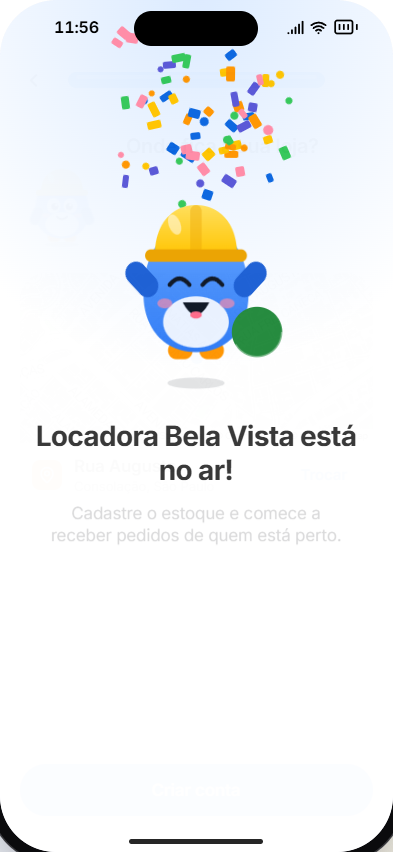 11:56
Locadora Bela Vista está
no ar!
Cadastre o estoque e comece a
receber pedidos de quem está perto.